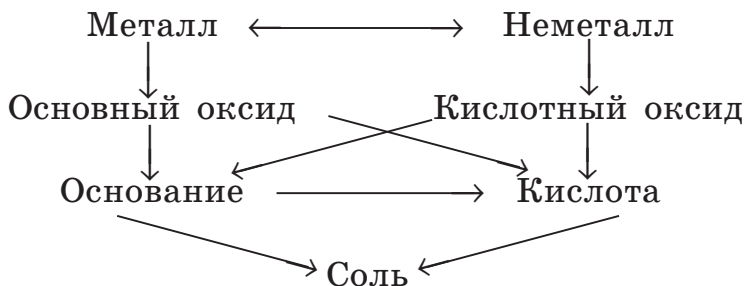 Металл Неметалл
Основный оксид Кислотный оксид
Основание Кислота
Соль